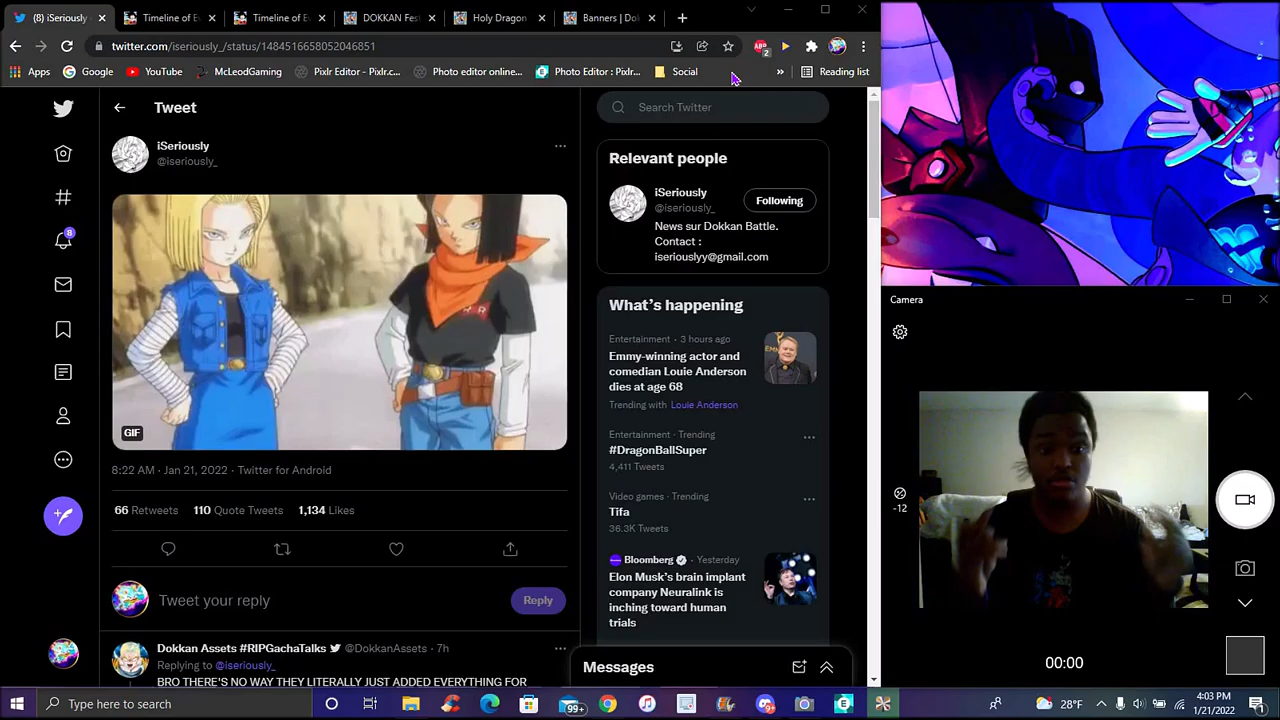 (8) iSeriously
Timeline of E
Timeline of E
DOKKAN Fes
Holy Dragon
Banners | Do
twitter.com/iseriously_/status/1484516658052046851
2
Apps
Google
YouTube
McLeodGaming
Pixlr Editor - Pixlr.c...
Photo editor online...
Photo Editor : Pixlr...
Social
»
Reading list
Tweet
Search Twitter
iSeriously
@iseriously_
GIF
8:22 AM · Jan 21, 2022 · Twitter for Android
66 Retweets 110 Quote Tweets 1,134 Likes
Tweet your reply
Reply
Dokkan Assets #RIPGachaTalks @DokkanAssets · 7h
Replying to @iseriously_
BRO THERE'S NO WAY THEY LITERALLY JUST ADDED EVERYTHING FOR
8
Relevant people
iSeriously
@iseriously_
Following
News sur Dokkan Battle.
Contact :
iseriouslyy@gmail.com
What's happening
Entertainment · 3 hours ago
Emmy-winning actor and
comedian Louie Anderson
dies at age 68
Trending with Louie Anderson
Entertainment · Trending
#DragonBallSuper
4,411 Tweets
Video games · Trending
Tifa
36.3K Tweets
Bloomberg · Yesterday
Elon Musk's brain implant
company Neuralink is
inching toward human
trials
Messages
Camera
-12
00:00
Type here to search
99+
28°F
4:03 PM
1/21/2022
1